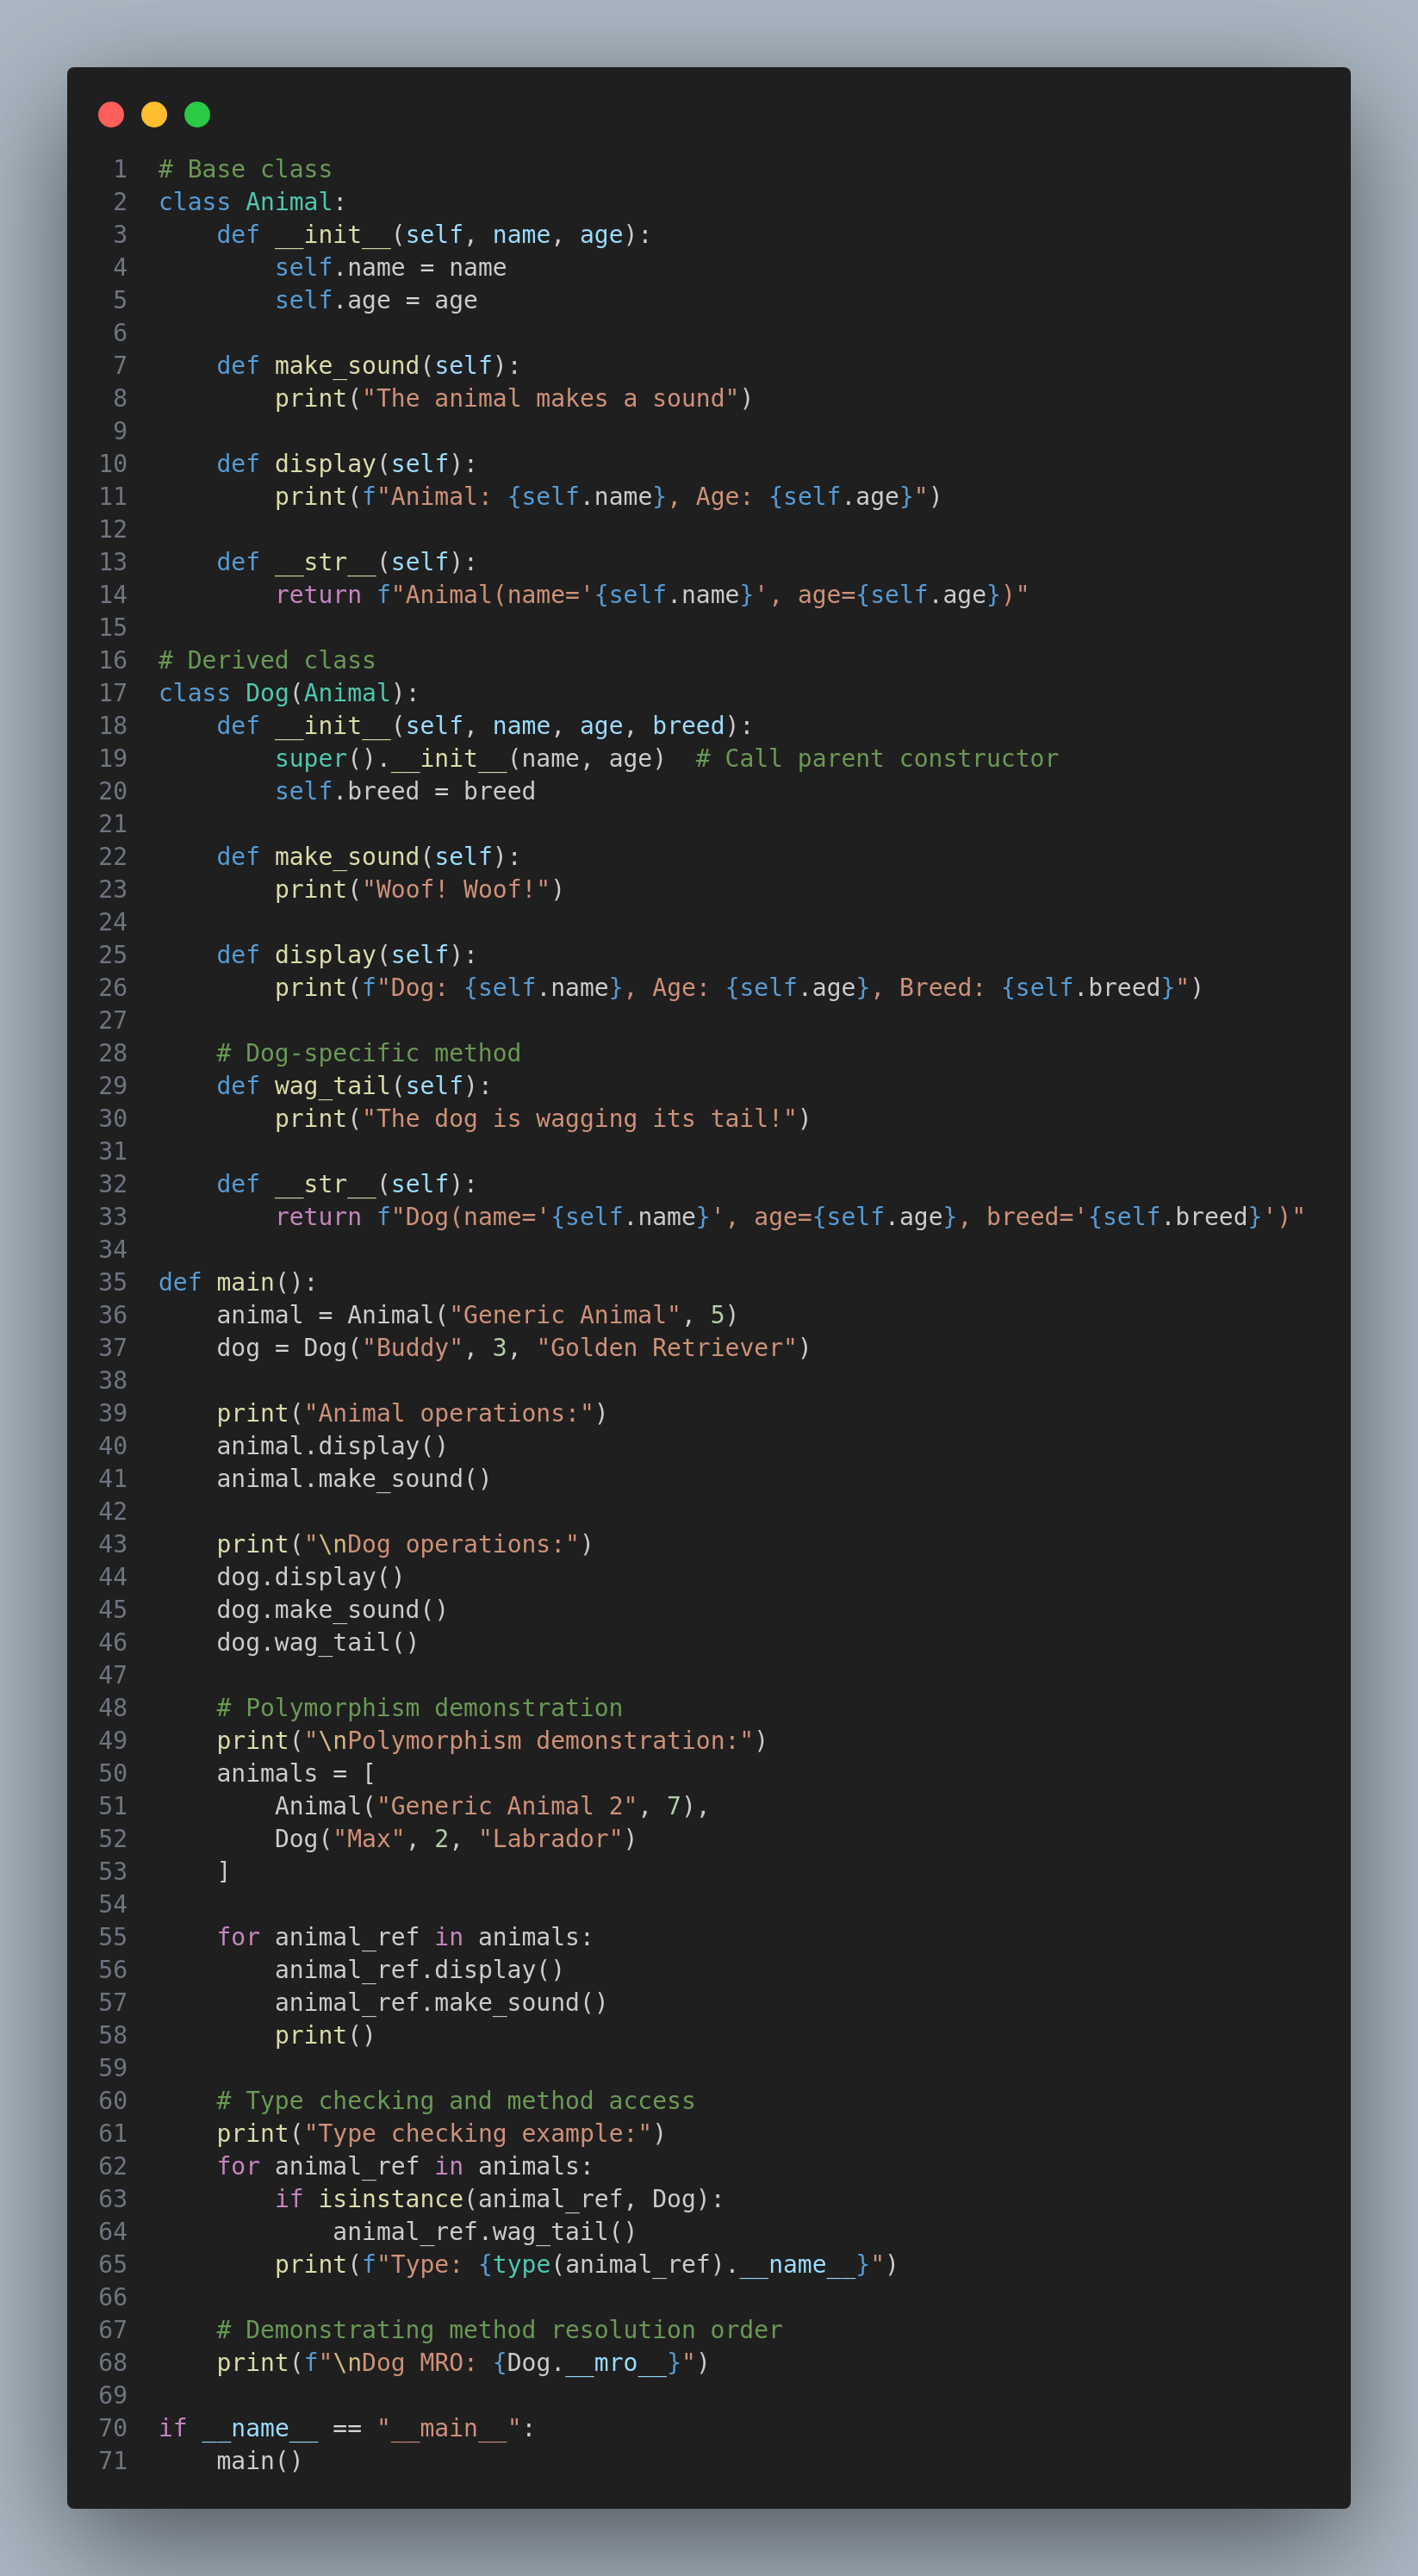 1 # Base class
2 class Animal:
3     def __init__(self, name, age):
4         self.name = name
5         self.age = age
6
7     def make_sound(self):
8         print("The animal makes a sound")
9
10     def display(self):
11         print(f"Animal: {self.name}, Age: {self.age}")
12
13     def __str__(self):
14         return f"Animal(name='{self.name}', age={self.age})"
15
16 # Derived class
17 class Dog(Animal):
18     def __init__(self, name, age, breed):
19         super().__init__(name, age)  # Call parent constructor
20         self.breed = breed
21
22     def make_sound(self):
23         print("Woof! Woof!")
24
25     def display(self):
26         print(f"Dog: {self.name}, Age: {self.age}, Breed: {self.breed}")
27
28     # Dog-specific method
29     def wag_tail(self):
30         print("The dog is wagging its tail!")
31
32     def __str__(self):
33         return f"Dog(name='{self.name}', age={self.age}, breed='{self.breed}')"
34
35 def main():
36     animal = Animal("Generic Animal", 5)
37     dog = Dog("Buddy", 3, "Golden Retriever")
38
39     print("Animal operations:")
40     animal.display()
41     animal.make_sound()
42
43     print("\nDog operations:")
44     dog.display()
45     dog.make_sound()
46     dog.wag_tail()
47
48     # Polymorphism demonstration
49     print("\nPolymorphism demonstration:")
50     animals = [
51         Animal("Generic Animal 2", 7),
52         Dog("Max", 2, "Labrador")
53     ]
54
55     for animal_ref in animals:
56         animal_ref.display()
57         animal_ref.make_sound()
58         print()
59
60     # Type checking and method access
61     print("Type checking example:")
62     for animal_ref in animals:
63         if isinstance(animal_ref, Dog):
64             animal_ref.wag_tail()
65         print(f"Type: {type(animal_ref).__name__}")
66
67     # Demonstrating method resolution order
68     print(f"\nDog MRO: {Dog.__mro__}")
69
70 if __name__ == "__main__":
71     main()